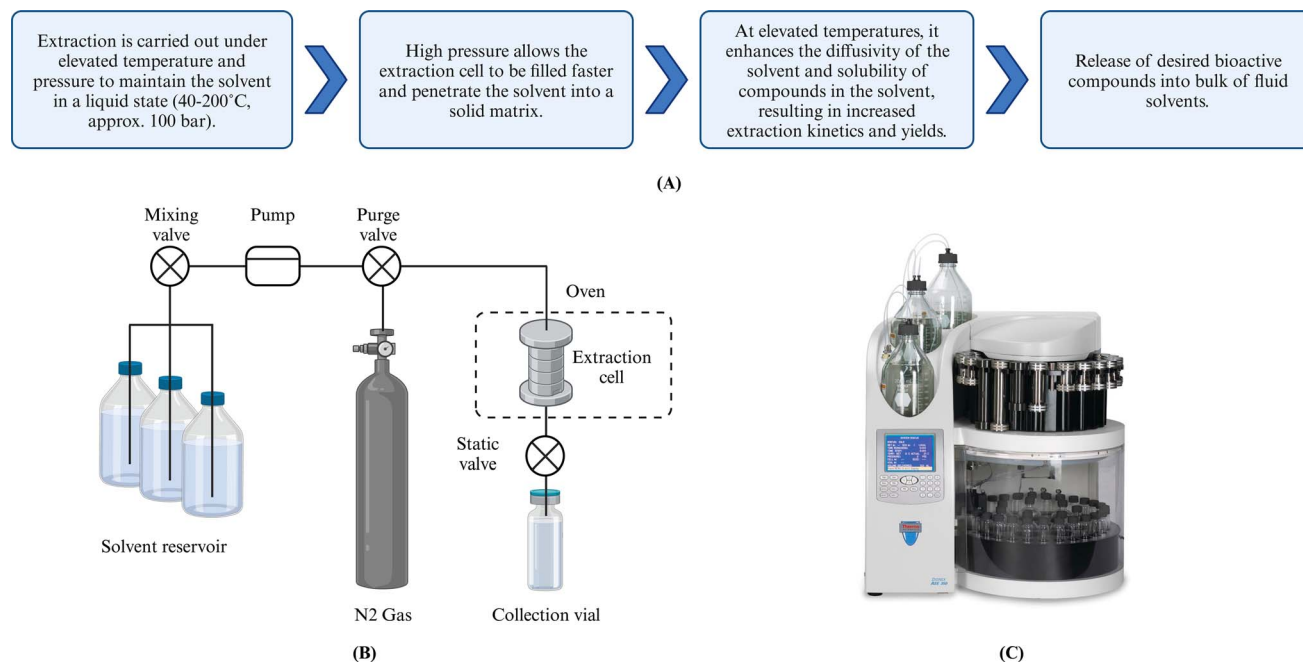 Extraction is carried out under
elevated temperature and
pressure to maintain the solvent
in a liquid state (40-200˚C,
approx. 100 bar).
High pressure allows the
extraction cell to be filled faster
and penetrate the solvent into a
solid matrix.
At elevated temperatures, it
enhances the diffusivity of the
solvent and solubility of
compounds in the solvent,
resulting in increased
extraction kinetics and yields.
Release of desired bioactive
compounds into bulk of fluid
solvents.
(A)
Mixing
valve
Pump
Purge
valve
Oven
Extraction
cell
Static
valve
Solvent reservoir
N2 Gas
Collection vial
(B)
(C)